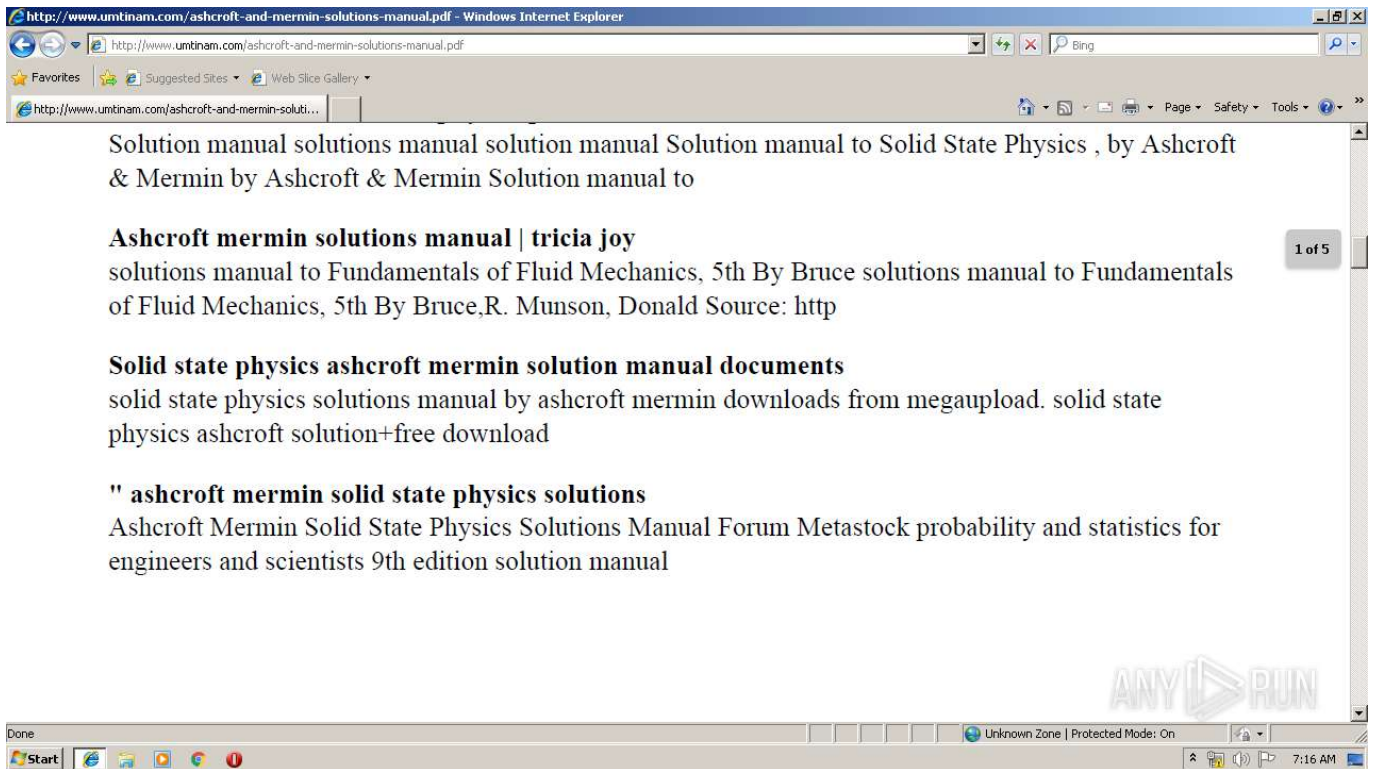 http://www.umtinam.com/ashcroft-and-mermin-solutions-manual.pdf - Windows Internet Explorer
http://www.umtinam.com/ashcroft-and-mermin-solutions-manual.pdf
Bing
Favorites
Suggested Sites
Web Slice Gallery
http://www.umtinam.com/ashcroft-and-mermin-soluti...
Page
Safety
Tools
»
Solution manual solutions manual solution manual Solution manual to Solid State Physics , by Ashcroft
& Mermin by Ashcroft & Mermin Solution manual to
Ashcroft mermin solutions manual | tricia joy
1 of 5
solutions manual to Fundamentals of Fluid Mechanics, 5th By Bruce solutions manual to Fundamentals
of Fluid Mechanics, 5th By Bruce,R. Munson, Donald Source: http
Solid state physics ashcroft mermin solution manual documents
solid state physics solutions manual by ashcroft mermin downloads from megaupload. solid state
physics ashcroft solution+free download
" ashcroft mermin solid state physics solutions
Ashcroft Mermin Solid State Physics Solutions Manual Forum Metastock probability and statistics for
engineers and scientists 9th edition solution manual
ANY RUN
Done
Unknown Zone | Protected Mode: On
Start
7:16 AM